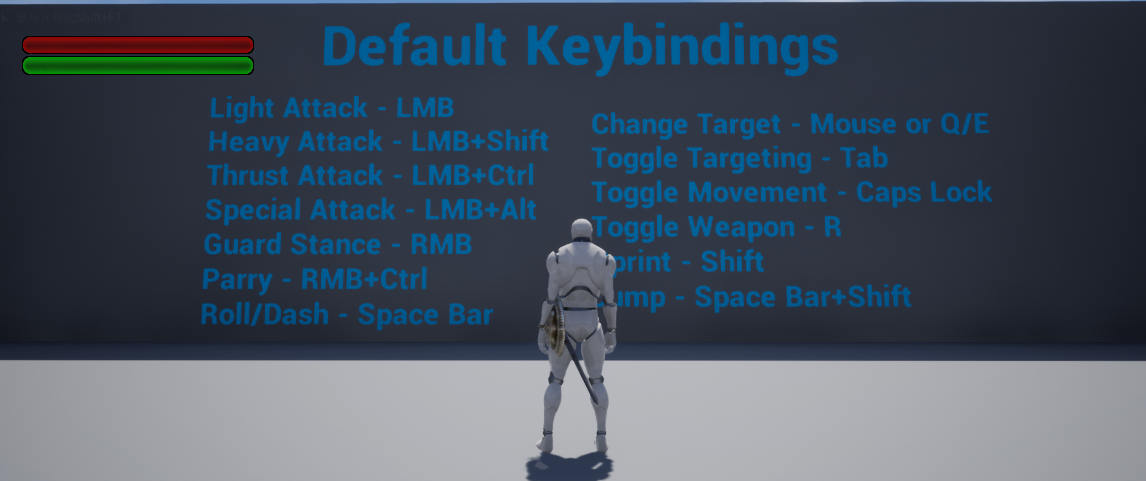 Default Keybindings
Light Attack - LMB
Heavy Attack - LMB+Shift
Thrust Attack - LMB+Ctrl
Special Attack - LMB+Alt
Guard Stance - RMB
Parry - RMB+Ctrl
Roll/Dash - Space Bar
Change Target - Mouse or Q/E
Toggle Targeting - Tab
Toggle Movement - Caps Lock
Toggle Weapon - R
print - Shift
ump - Space Bar+Shift